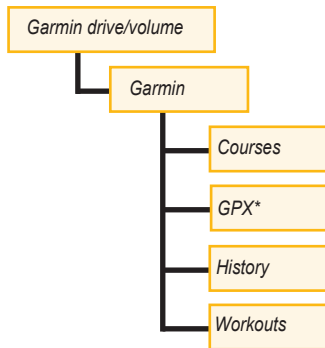 Garmin drive/volume
Garmin
Courses
GPX*
History
Workouts